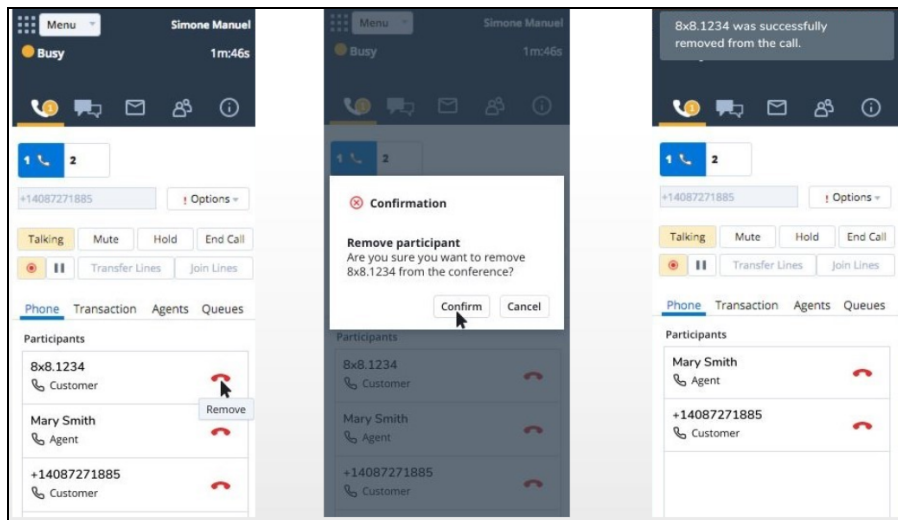 Menu
Simone Manuel
Busy
1m:46s
1
1
2
+14087271885
! Options
Talking
Mute
Hold
End Call
Transfer Lines
Join Lines
Phone
Transaction
Agents
Queues
Participants
8x8.1234
Customer
Remove
Mary Smith
Agent
+14087271885
Customer
Menu
Simone Manuel
Busy
1m:46s
1
1
2
Confirmation
Remove participant
Are you sure you want to remove
8x8.1234 from the conference?
Confirm
Cancel
Participants
8x8.1234
Customer
Mary Smith
Agent
+14087271885
Customer
8x8.1234 was successfully
removed from the call.
1
1
2
+14087271885
! Options
Talking
Mute
Hold
End Call
Transfer Lines
Join Lines
Phone
Transaction
Agents
Queues
Participants
Mary Smith
Agent
+14087271885
Customer